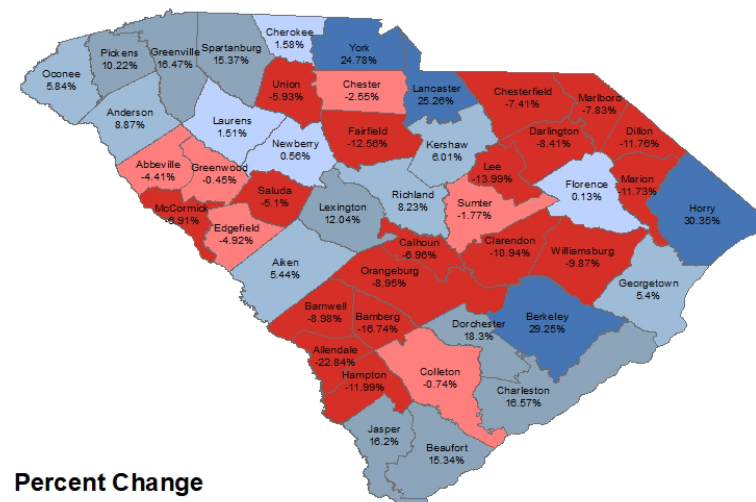 Cherokee
1.58%
York
24.78%
Spartanburg
15.37%
Greenville
16.47%
Pickens
10.22%
Oconee
5.84%
Union
-5.93%
Chester
-2.55%
Lancaster
25.26%
Chesterfield
-7.41%
Marlboro
-7.83%
Anderson
8.87%
Laurens
1.51%
Newberry
0.56%
Fairfield
-12.56%
Kershaw
6.01%
Darlington
-8.41%
Dillon
-11.76%
Abbeville
-4.41%
Greenwood
-0.45%
Lee
-13.99%
Marion
-11.73%
Florence
0.13%
Horry
30.35%
McCormick
-6.91%
Saluda
-5.1%
Lexington
12.04%
Richland
8.23%
Sumter
-1.77%
Edgefield
-4.92%
Calhoun
-6.96%
Clarendon
-10.94%
Williamsburg
-9.87%
Aiken
5.44%
Orangeburg
-8.95%
Georgetown
5.4%
Barnwell
-8.98%
Bamberg
-16.74%
Dorchester
18.3%
Berkeley
29.25%
Allendale
-22.84%
Hampton
-11.99%
Colleton
-0.74%
Charleston
16.57%
Jasper
16.2%
Beaufort
15.34%
Percent Change